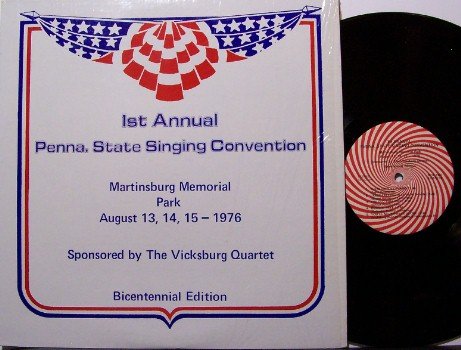 1st Annual
Penna. State Singing Convention
Martinsburg Memorial
Park
August 13, 14, 15 – 1976
Sponsored by The Vicksburg Quartet
Bicentennial Edition